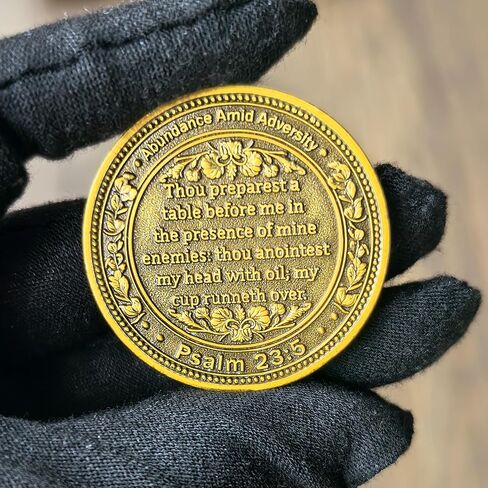 Abundance Amid Adversity
Thou preparest a
table before me in
the presence of mine
enemies: thou anointest
my head with oil; my
cup runneth over.
Psalm 23:5